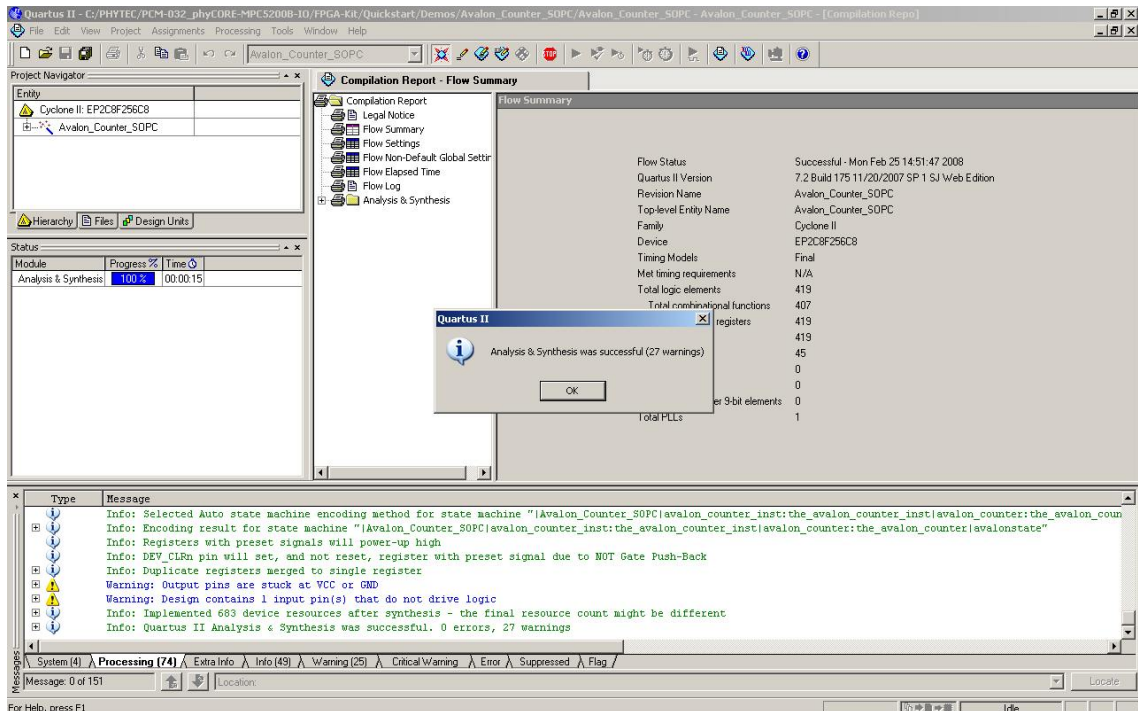 Quartus II - C:/PHYTEC/PCM-032_phyCORE-MPC5200B-IO/FPGA-Kit/Quickstart/Demos/Avalon_Counter_SOPC/Avalon_Counter_SOPC - Avalon_Counter_SOPC - [Compilation Repo]
File Edit View Project Assignments Processing Tools Window Help
Avalon_Counter_SOPC
STOP
Project Navigator
Entity
Cyclone II: EP2C8F256C8
Avalon_Counter_SOPC
Hierarchy Files Design Units
Status
Module Progress % Time
Analysis & Synthesis 100 % 00:00:15
Compilation Report - Flow Summary
Compilation Report
Legal Notice
Flow Summary
Flow Settings
Flow Non-Default Global Settir
Flow Elapsed Time
Flow Log
Analysis & Synthesis
Flow Summary
Flow Status Successful - Mon Feb 25 14:51:47 2008
Quartus II Version 7.2 Build 175 11/20/2007 SP 1 SJ Web Edition
Revision Name Avalon_Counter_SOPC
Top-level Entity Name Avalon_Counter_SOPC
Family Cyclone II
Device EP2C8F256C8
Timing Models Final
Met timing requirements N/A
Total logic elements 419
Total combinational functions 407
registers 419
419
45
0
0
er 9-bit elements 0
Total PLLs 1
Quartus II
Analysis & Synthesis was successful (27 warnings)
OK
Type Message
Info: Selected Auto state machine encoding method for state machine "|Avalon_Counter_SOPC|avalon_counter_inst:the_avalon_counter_inst|avalon_counter:the_avalon_coun
Info: Encoding result for state machine "|Avalon_Counter_SOPC|avalon_counter_inst:the_avalon_counter_inst|avalon_counter:the_avalon_counter|avalonstate"
Info: Registers with preset signals will power-up high
Info: DEV_CLRn pin will set, and not reset, register with preset signal due to NOT Gate Push-Back
Info: Duplicate registers merged to single register
Warning: Output pins are stuck at VCC or GND
Warning: Design contains 1 input pin(s) that do not drive logic
Info: Implemented 683 device resources after synthesis - the final resource count might be different
Info: Quartus II Analysis & Synthesis was successful. 0 errors, 27 warnings
System (4) Processing (74) Extra Info Info (49) Warning (25) Critical Warning Error Suppressed Flag
Messages
Message: 0 of 151 Location: Locate
For Help, press F1 Idle